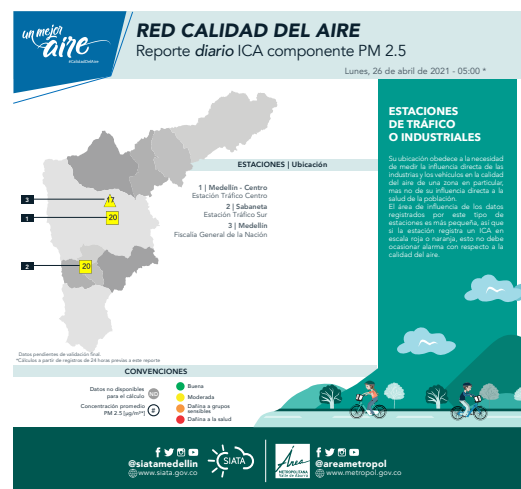 un mejor
aire
#CalidadDelAire
RED CALIDAD DEL AIRE
Reporte diario ICA componente PM 2.5
Lunes, 26 de abril de 2021 - 05:00 *
ESTACIONES | Ubicación
1 | Medellín - Centro
Estación Tráfico Centro
2 | Sabaneta
Estación Tráfico Sur
3 | Medellín
Fiscalía General de la Nación
3
17
1
20
2
20
ESTACIONES
DE TRÁFICO
O INDUSTRIALES
Su ubicación obedece a la necesidad
de medir la influencia directa de las
industrias y los vehículos en la calidad
del aire de una zona en particular,
mas no de su influencia directa a la
salud de la población.
El área de influencia de los datos
registrados por este tipo de
estaciones es más pequeña, así que
si la estación registra un ICA en
escala roja o naranja, esto no debe
ocasionar alarma con respecto a la
calidad del aire.
Datos pendientes de validación final.
*Cálculos a partir de registros de 24 horas previas a este reporte
CONVENCIONES
Datos no disponibles
para el cálculo
ND
Concentración promedio
PM 2.5 (µg/m³*)
#
Buena
Moderada
Dañina a grupos
sensibles
Dañina a la salud
@siatamedellin
www.siata.gov.co
SIATA
Área
METROPOLITANA
Valle de Aburrá
@areametropol
www.metropol.gov.co